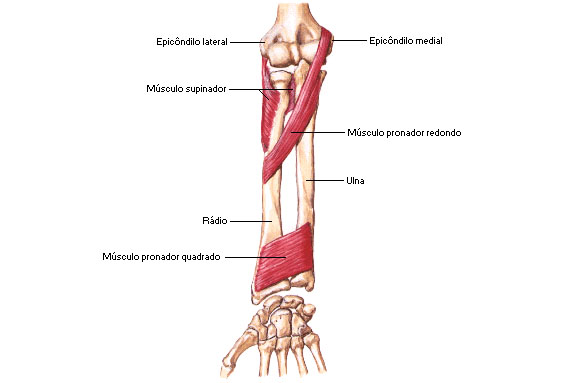 Epicôndilo lateral
Epicôndilo medial
Músculo supinador
Músculo pronador redondo
Ulna
Rádio
Músculo pronador quadrado